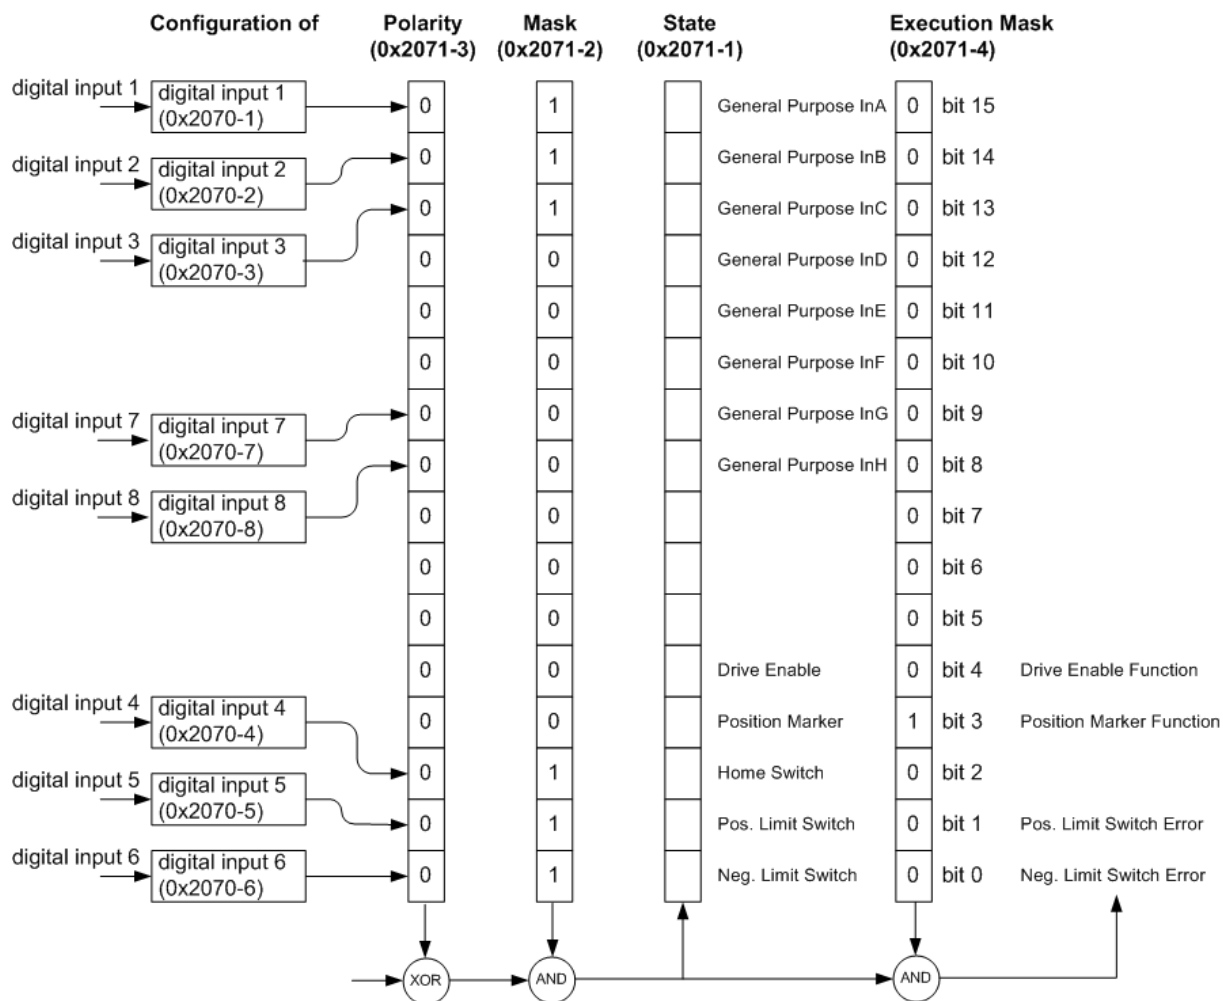 Configuration of Polarity Mask State Execution Mask
(0x2071-3) (0x2071-2) (0x2071-1) (0x2071-4)
digital input 1 digital input 1
(0x2070-1) 0 1 General Purpose InA 0 bit 15
digital input 2 digital input 2
(0x2070-2) 0 1 General Purpose InB 0 bit 14
0 1 General Purpose InC 0 bit 13
digital input 3 digital input 3
(0x2070-3) 0 0 General Purpose InD 0 bit 12
0 0 General Purpose InE 0 bit 11
0 0 General Purpose InF 0 bit 10
digital input 7 digital input 7
(0x2070-7) 0 0 General Purpose InG 0 bit 9
0 0 General Purpose InH 0 bit 8
digital input 8 digital input 8
(0x2070-8) 0 0 0 bit 7
0 0 0 bit 6
0 0 0 bit 5
0 0 Drive Enable 0 bit 4 Drive Enable Function
digital input 4 digital input 4
(0x2070-4) 0 0 Position Marker 1 bit 3 Position Marker Function
0 1 Home Switch 0 bit 2
digital input 5 digital input 5
(0x2070-5) 0 1 Pos. Limit Switch 0 bit 1 Pos. Limit Switch Error
digital input 6 digital input 6
(0x2070-6) 0 1 Neg. Limit Switch 0 bit 0 Neg. Limit Switch Error
XOR AND AND